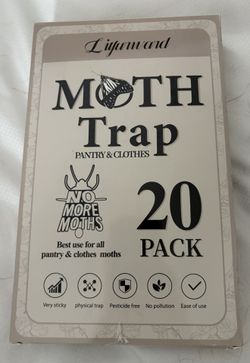 Lifunward
MOTH
Trap
PANTRY & CLOTHES
NO
MORE
MOTHS
20
PACK
Best use for all
pantry & clothes moths
Very sticky
physical trap
Pesticide free
No pollution
Ease of use